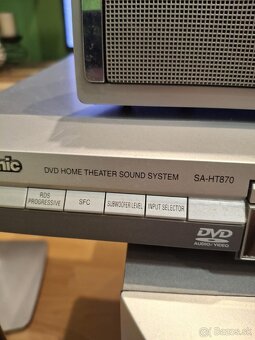 nic
DVD HOME THEATER SOUND SYSTEM SA-HT870
RDS
PROGRESSIVE
SFC
SUBWOOFER LEVEL
INPUT SELECTOR
DVD
AUDIO/VIDEO
bazos.sk